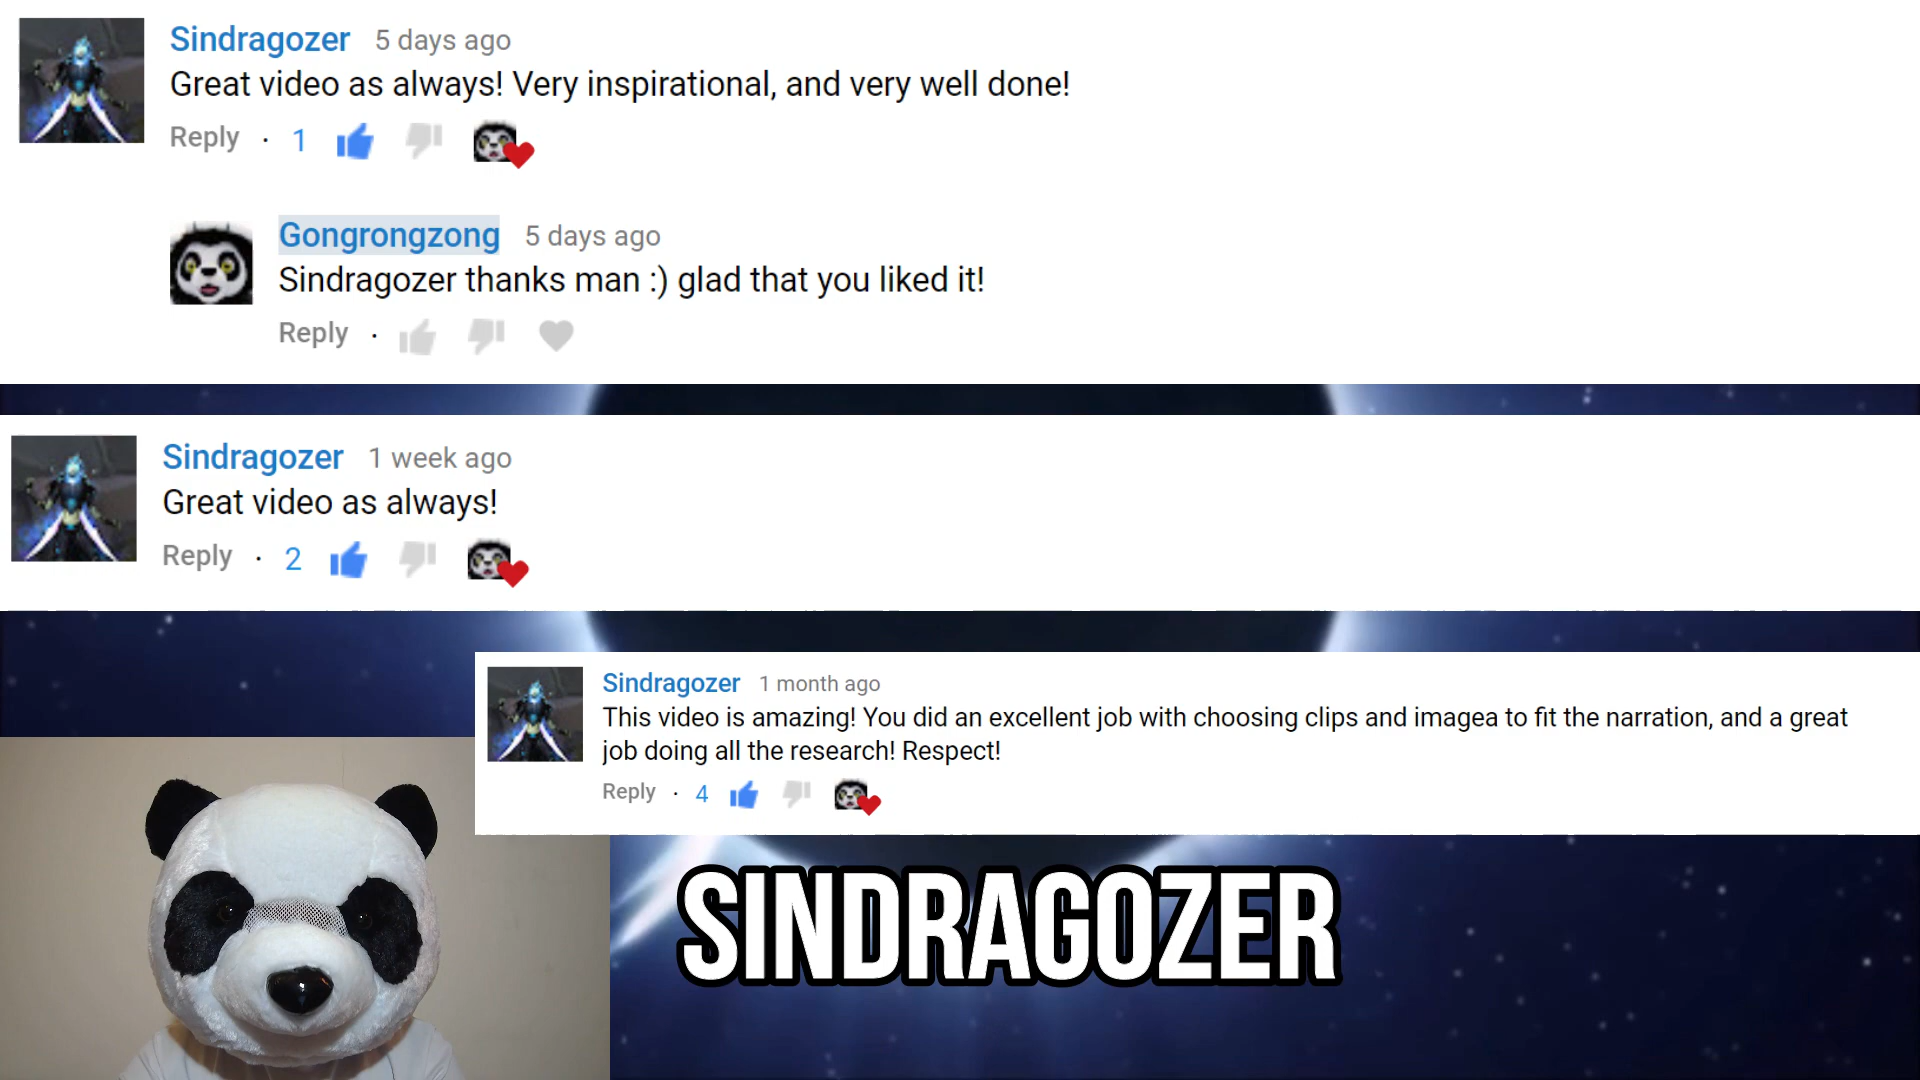 Sindragozer 5 days ago
Great video as always! Very inspirational, and very well done!
Reply · 1
Gongrongzong 5 days ago
Sindragozer thanks man :) glad that you liked it!
Reply ·
Sindragozer 1 week ago
Great video as always!
Reply · 2
Sindragozer 1 month ago
This video is amazing! You did an excellent job with choosing clips and imagea to fit the narration, and a great
job doing all the research! Respect!
Reply · 4
SINDRAGOZER